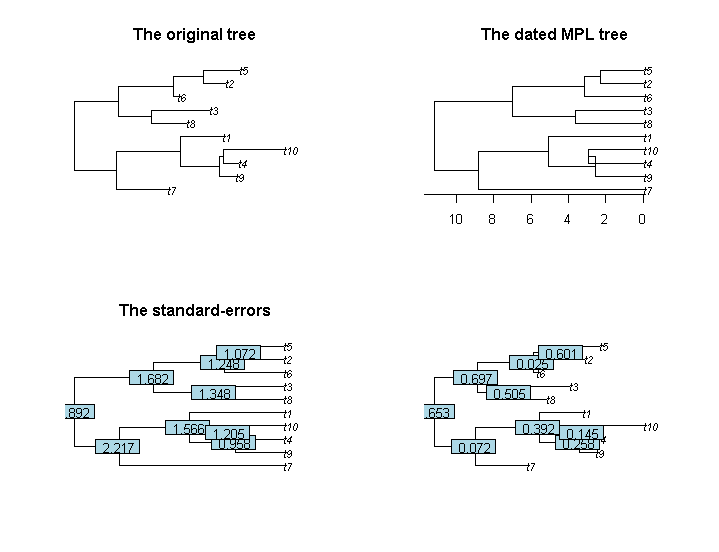 The original tree
t5
t2
t6
t3
t8
t1
t10
t4
t9
t7
The dated MPL tree
t5
t2
t6
t3
t8
t1
t10
t4
t9
t7
10 8 6 4 2 0
The standard-errors
t5
1.072
t2
1.248
t6
1.682
t3
1.348
t8
.892
t1
1.566
t10
1.205
t4
0.958
2.217
t9
t7
t5
0.601
t2
0.025
t6
0.697
t3
0.505
t8
.653
t1
0.392
t10
0.145
4
0.258
0.072
t9
t7